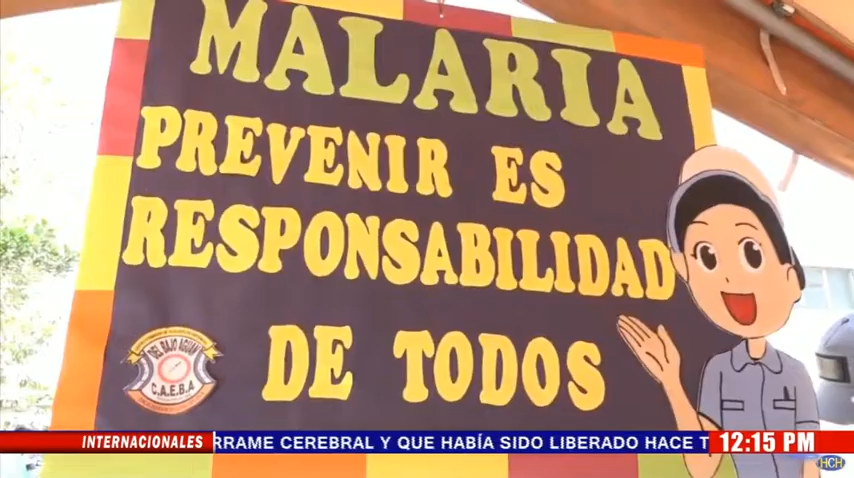 MALARIA
PREVENIR ES
RESPONSABILIDAD
DE TODOS
DEL BAJO AGUAN
C.A.E.B.A
INTERNACIONALES
RRAME CEREBRAL Y QUE HABÍA SIDO LIBERADO HACE T
12:15 PM
HCH